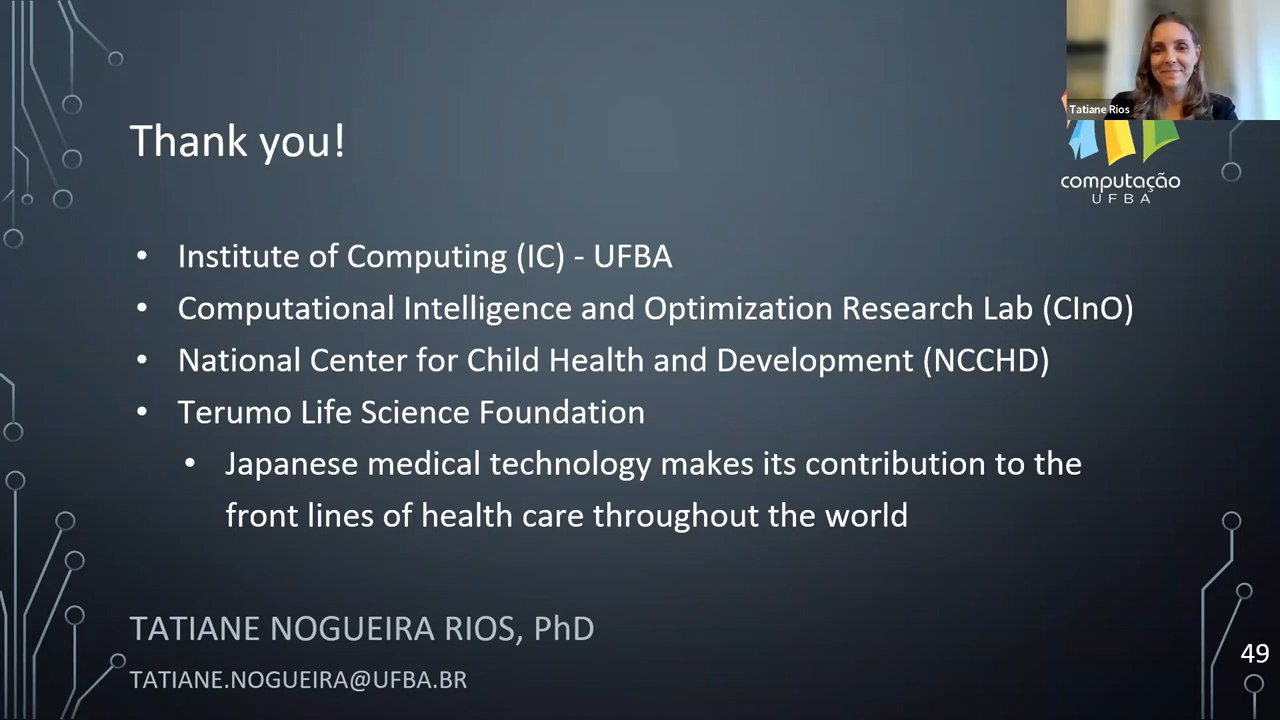 Tatiane Rios
Thank you!
computação
UFBA
• Institute of Computing (IC) - UFBA
• Computational Intelligence and Optimization Research Lab (CInO)
• National Center for Child Health and Development (NCCHD)
• Terumo Life Science Foundation
• Japanese medical technology makes its contribution to the
front lines of health care throughout the world
TATIANE NOGUEIRA RIOS, PhD
TATIANE.NOGUEIRA@UFBA.BR
49